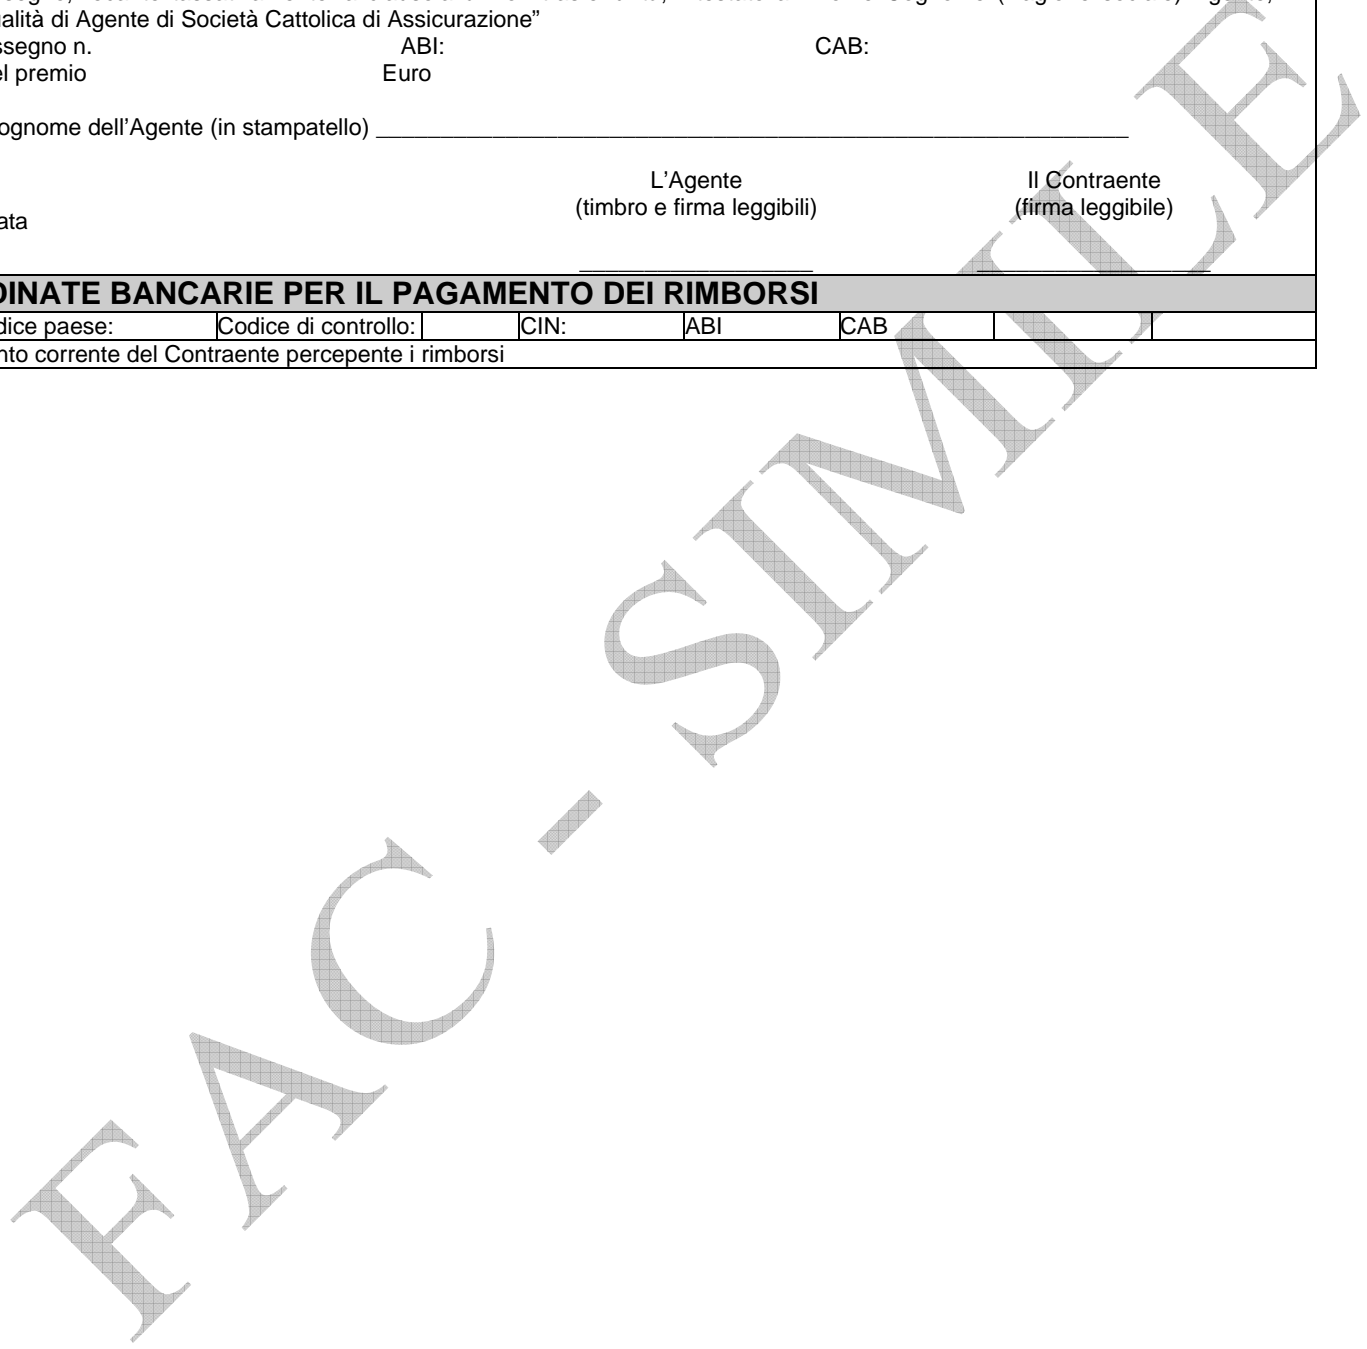 alità di Agente di Società Cattolica di Assicurazione”
ssegno n. ABI: CAB:
el premio Euro
ognome dell’Agente (in stampatello) ______________________________
L’Agente Il Contraente
(timbro e firma leggibili) (firma leggibile)
ata
DINATE BANCARIE PER IL PAGAMENTO DEI RIMBORSI
dice paese: Codice di controllo: CIN: ABI CAB
nto corrente del Contraente percepente i rimborsi
FAC - SIMILE